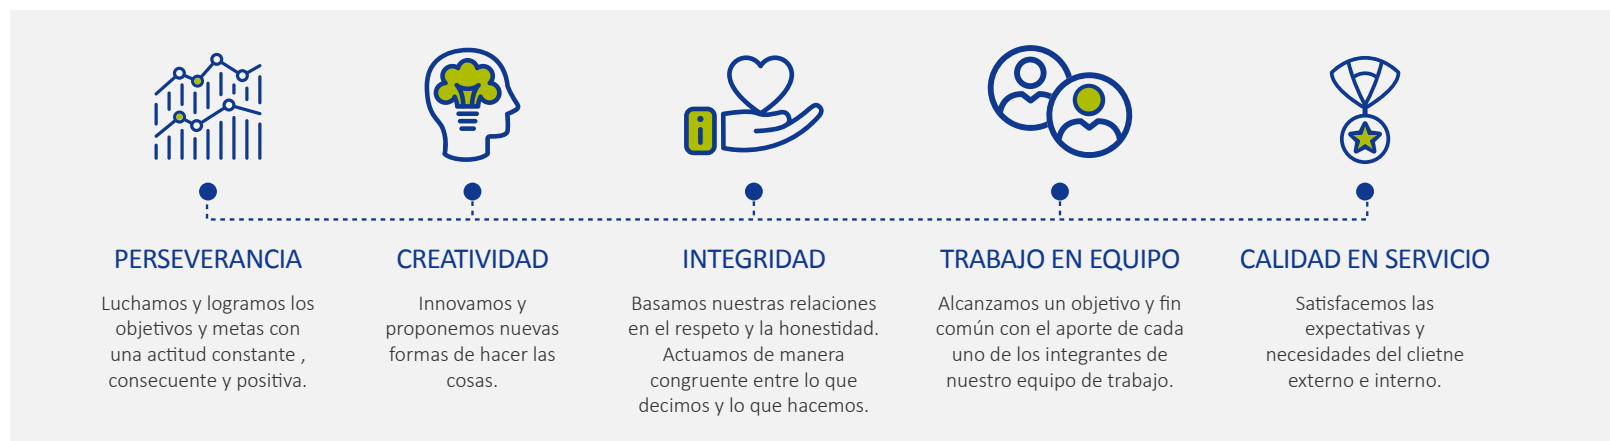 PERSEVERANCIA
Luchamos y logramos los
objetivos y metas con
una actitud constante ,
consecuente y positiva.
CREATIVIDAD
Innovamos y
proponemos nuevas
formas de hacer las
cosas.
INTEGRIDAD
Basamos nuestras relaciones
en el respeto y la honestidad.
Actuamos de manera
congruente entre lo que
decimos y lo que hacemos.
TRABAJO EN EQUIPO
Alcanzamos un objetivo y fin
común con el aporte de cada
uno de los integrantes de
nuestro equipo de trabajo.
CALIDAD EN SERVICIO
Satisfacemos las
expectativas y
necesidades del clietne
externo e interno.